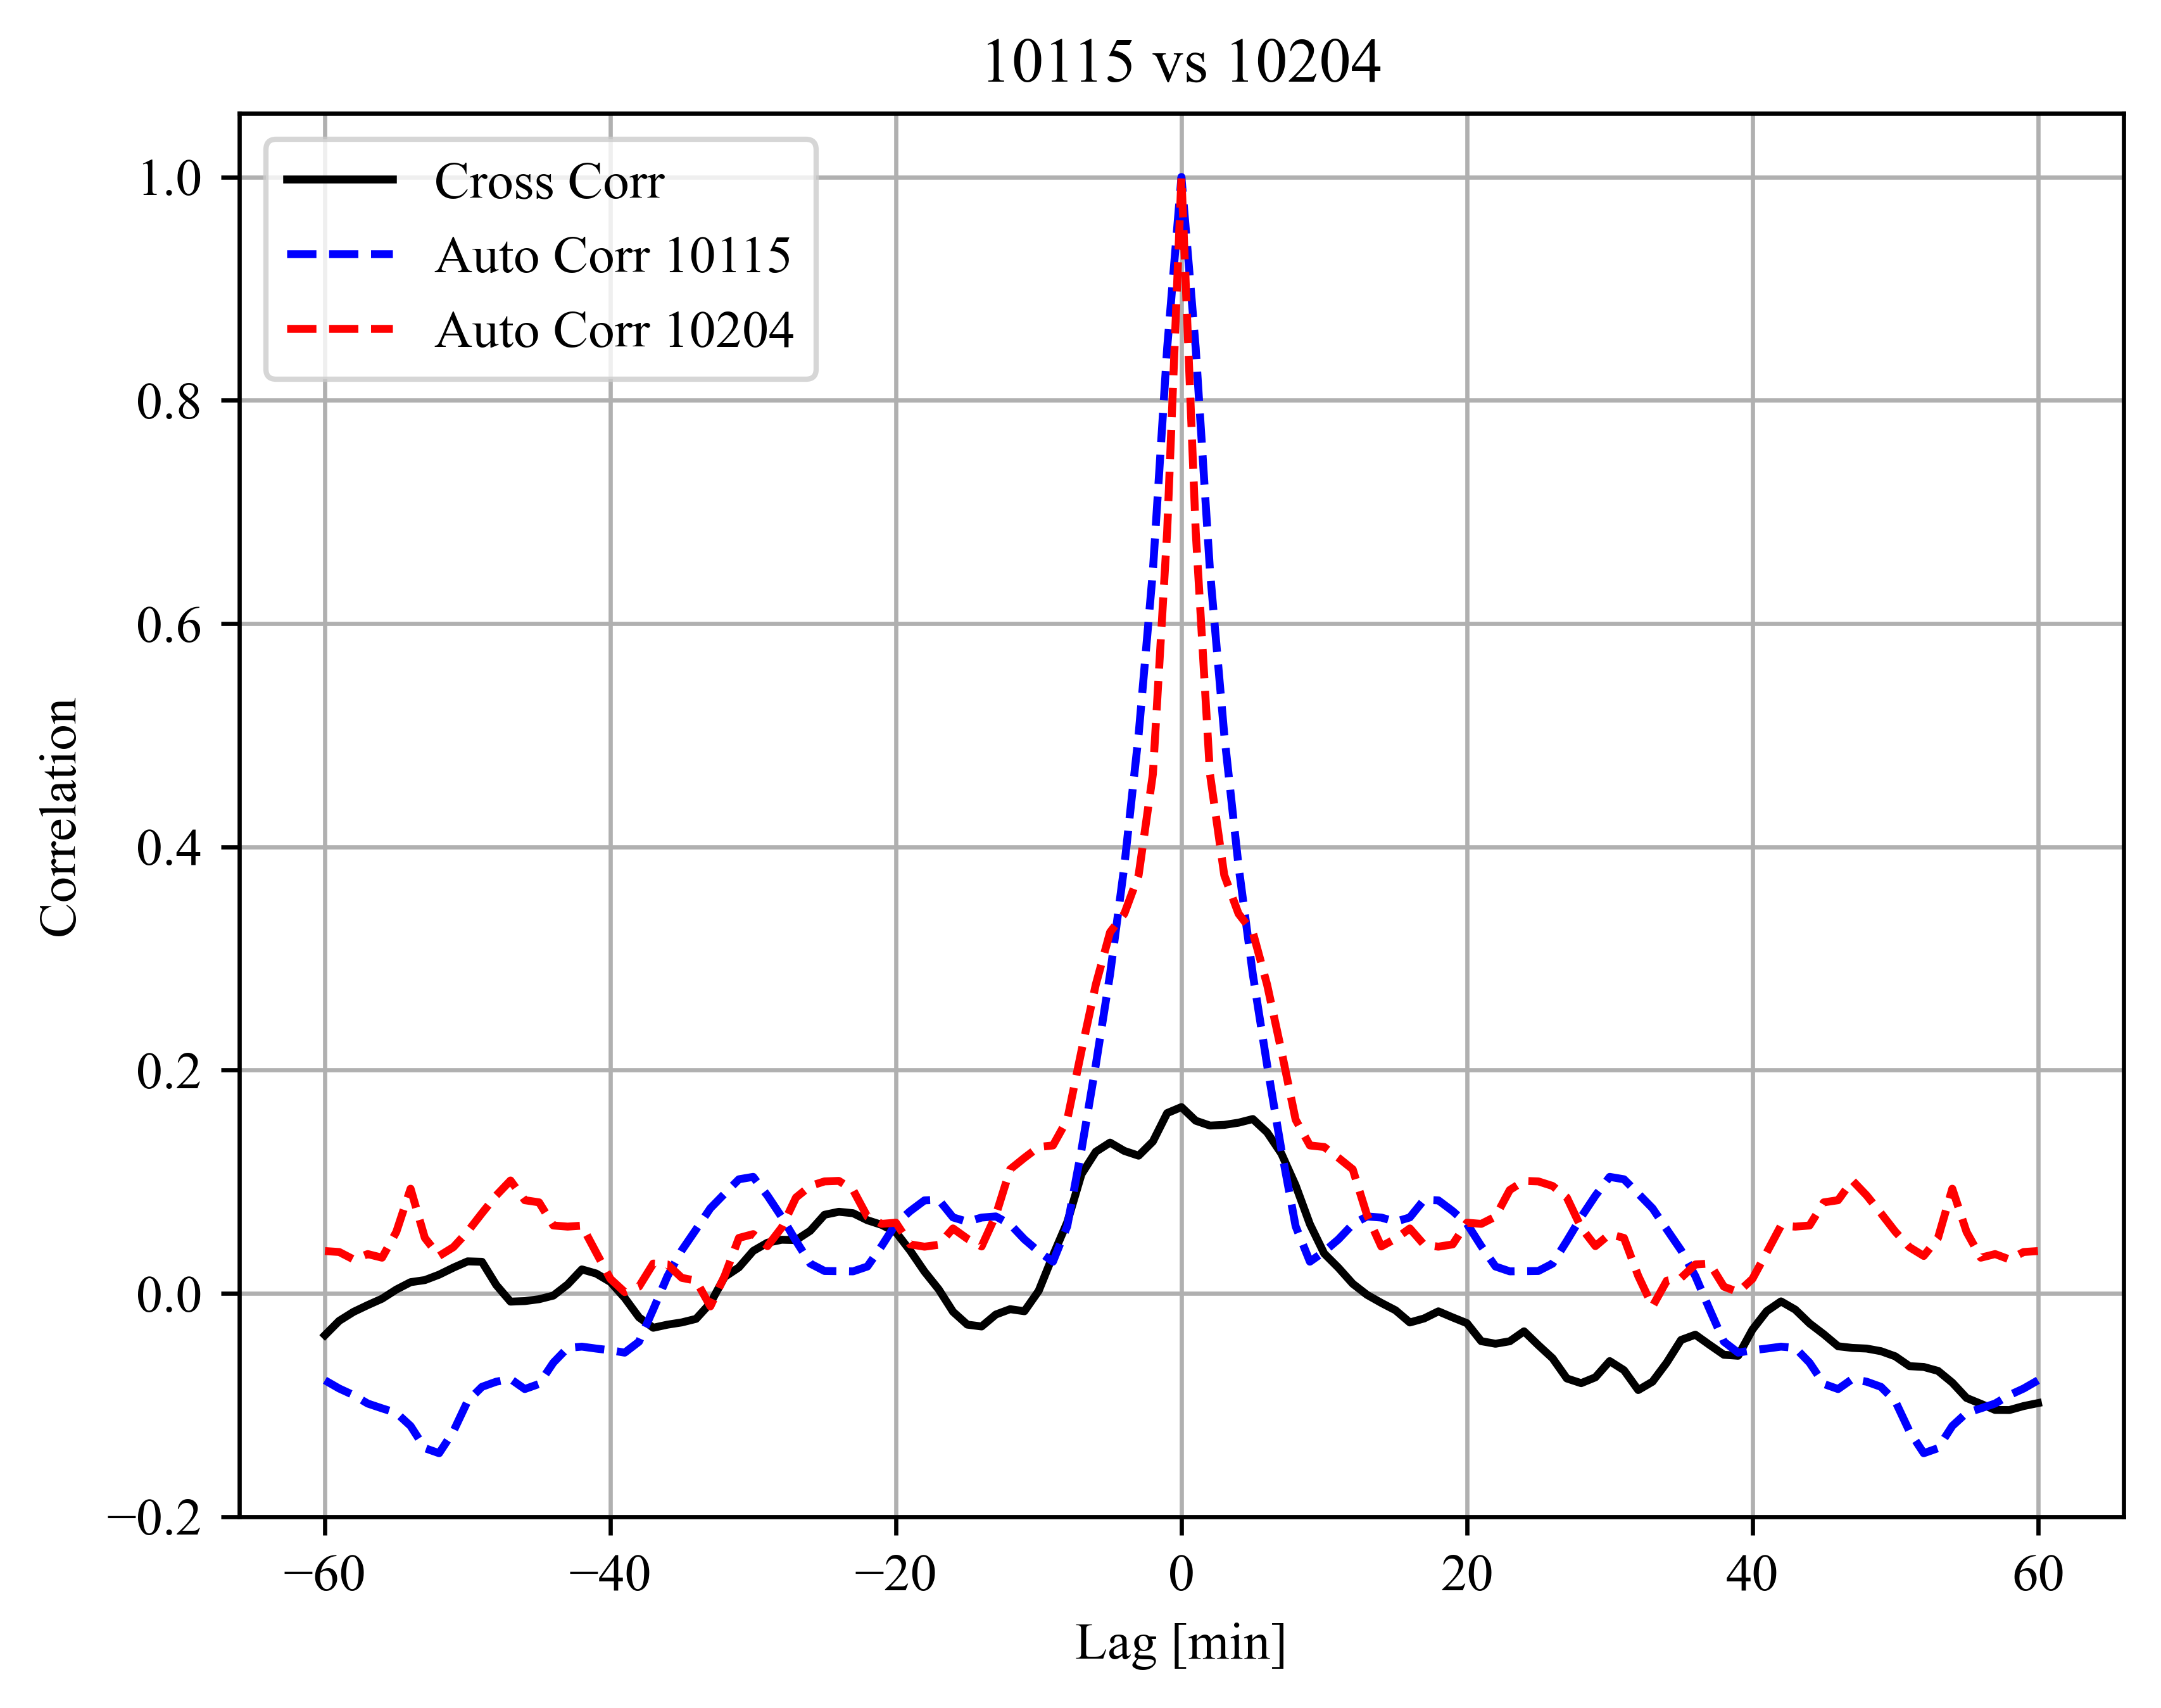 10115 vs 10204
Cross Corr
Auto Corr 10115
Auto Corr 10204
1.0
0.8
0.6
0.4
0.2
0.0
−0.2
Correlation
−60 −40 −20 0 20 40 60
Lag [min]